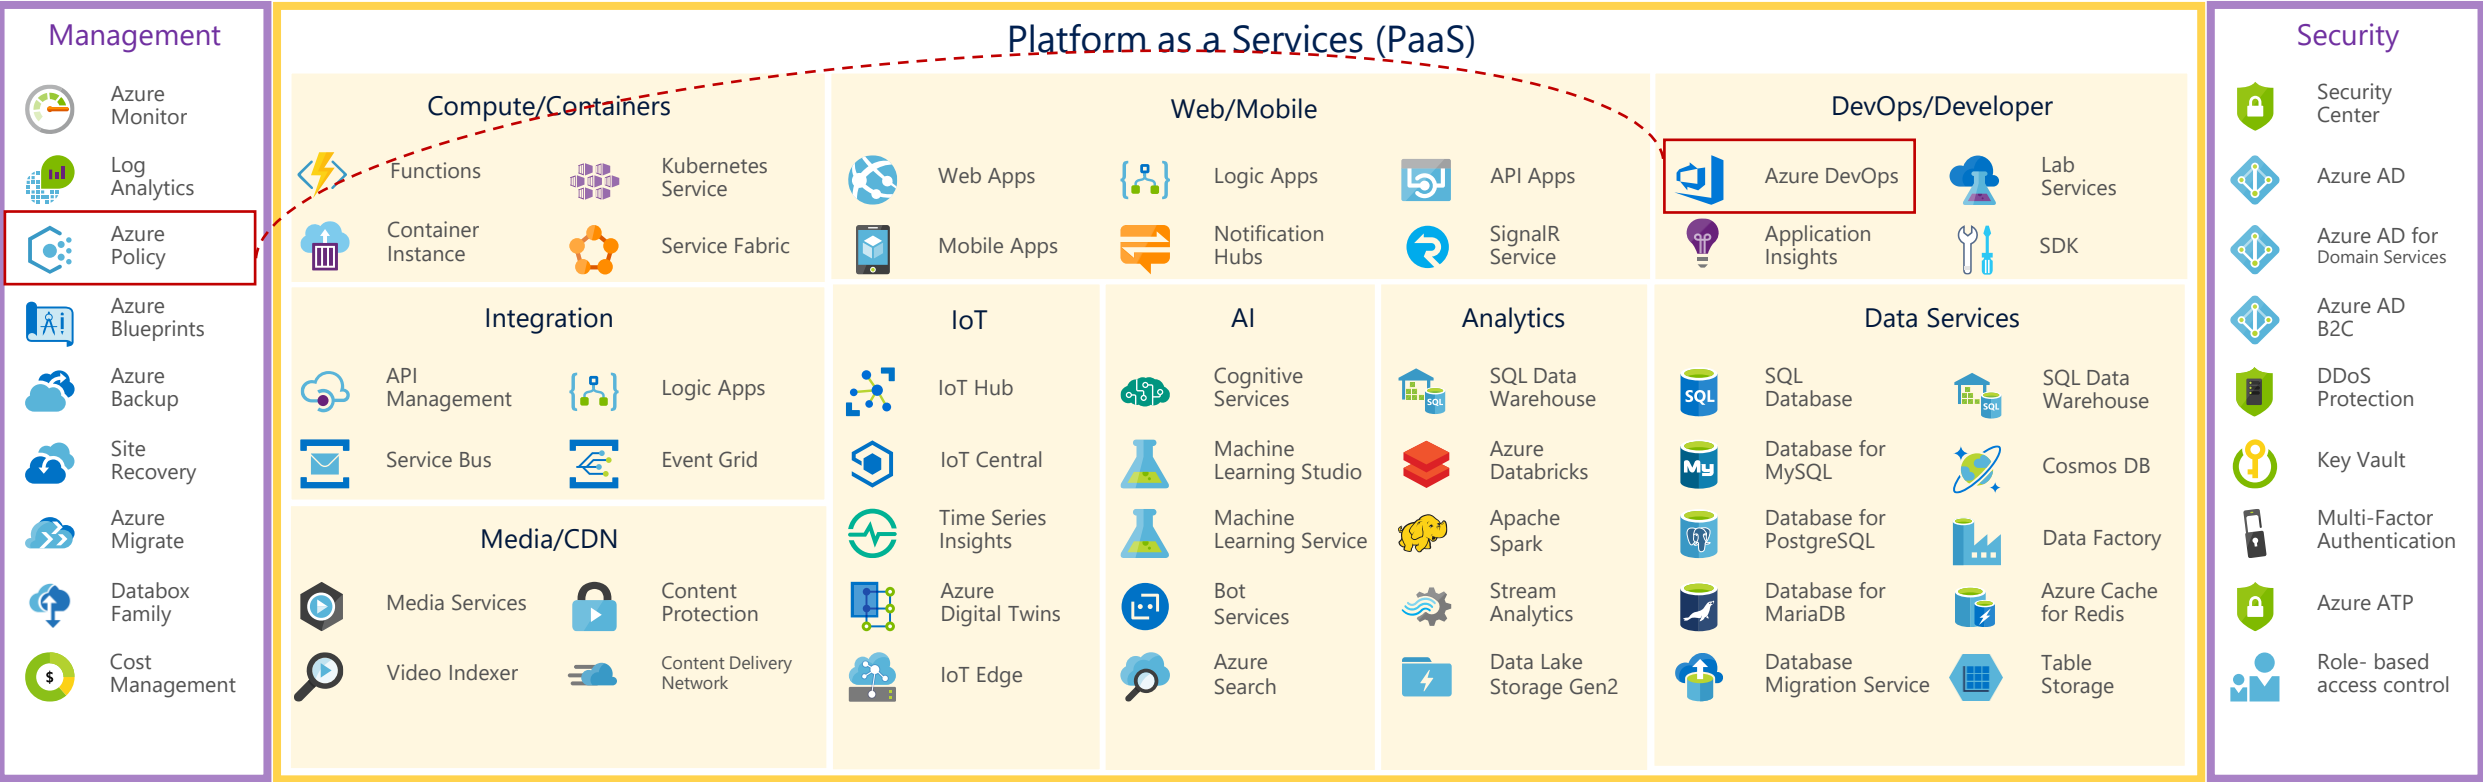 Management
Azure
Monitor
Log
Analytics
Azure
Policy
Azure
Blueprints
Azure
Backup
Site
Recovery
Azure
Migrate
Databox
Family
$
Cost
Management
Platform as a Services (PaaS)
Compute/Containers
Functions
Kubernetes
Service
Container
Instance
Service Fabric
Web/Mobile
Web Apps
Logic Apps
API Apps
Mobile Apps
Notification
Hubs
SignalR
Service
DevOps/Developer
Azure DevOps
Lab
Services
Application
Insights
SDK
Integration
API
Management
Logic Apps
Service Bus
Event Grid
Media/CDN
Media Services
Content
Protection
Video Indexer
Content Delivery
Network
IoT
IoT Hub
IoT Central
Time Series
Insights
Azure
Digital Twins
IoT Edge
AI
Cognitive
Services
Machine
Learning Studio
Machine
Learning Service
Bot
Services
Azure
Search
Analytics
SQL
SQL Data
Warehouse
Azure
Databricks
Apache
Spark
Stream
Analytics
Data Lake
Storage Gen2
Data Services
SQL
SQL
Database
SQL
SQL Data
Warehouse
My
Database for
MySQL
Cosmos DB
Database for
PostgreSQL
Data Factory
Database for
MariaDB
Azure Cache
for Redis
Database
Migration Service
Table
Storage
Security
Security
Center
Azure AD
Azure AD for
Domain Services
Azure AD
B2C
DDoS
Protection
Key Vault
Multi-Factor
Authentication
Azure ATP
Role- based
access control